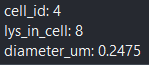 cell_id: 4
lys_in_cell: 8
diameter_um: 0.2475